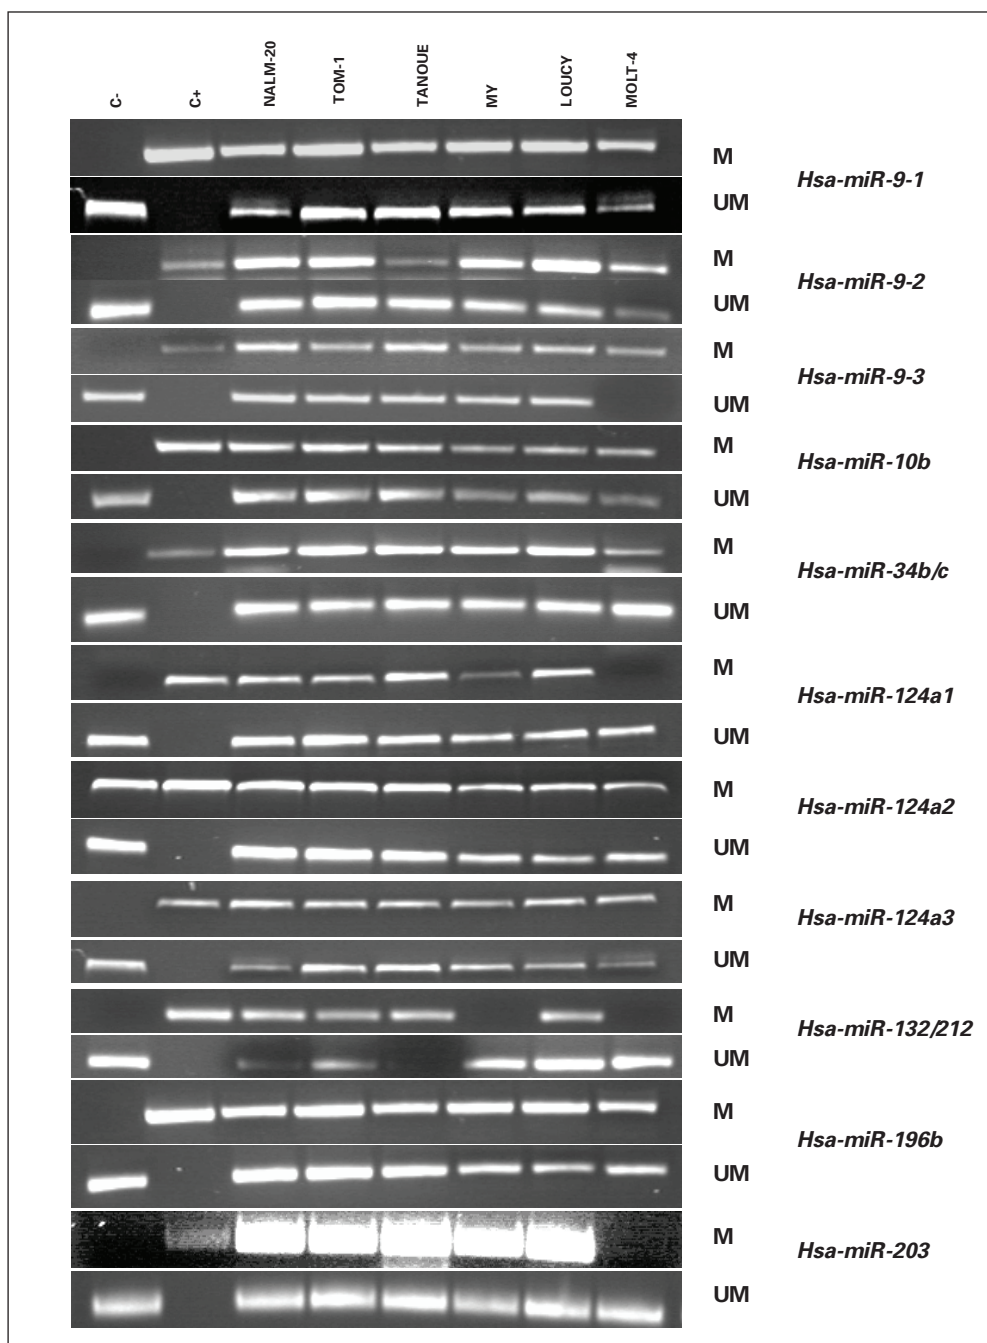 C- C+ NALM-20 TOM-1 TANOUE MY LOUCY MOLT-4
M
Hsa-miR-9-1
UM
M
Hsa-miR-9-2
UM
M
Hsa-miR-9-3
UM
M
Hsa-miR-10b
UM
M
Hsa-miR-34b/c
UM
M
Hsa-miR-124a1
UM
M
Hsa-miR-124a2
UM
M
Hsa-miR-124a3
UM
M
Hsa-miR-132/212
UM
M
Hsa-miR-196b
UM
M
Hsa-miR-203
UM